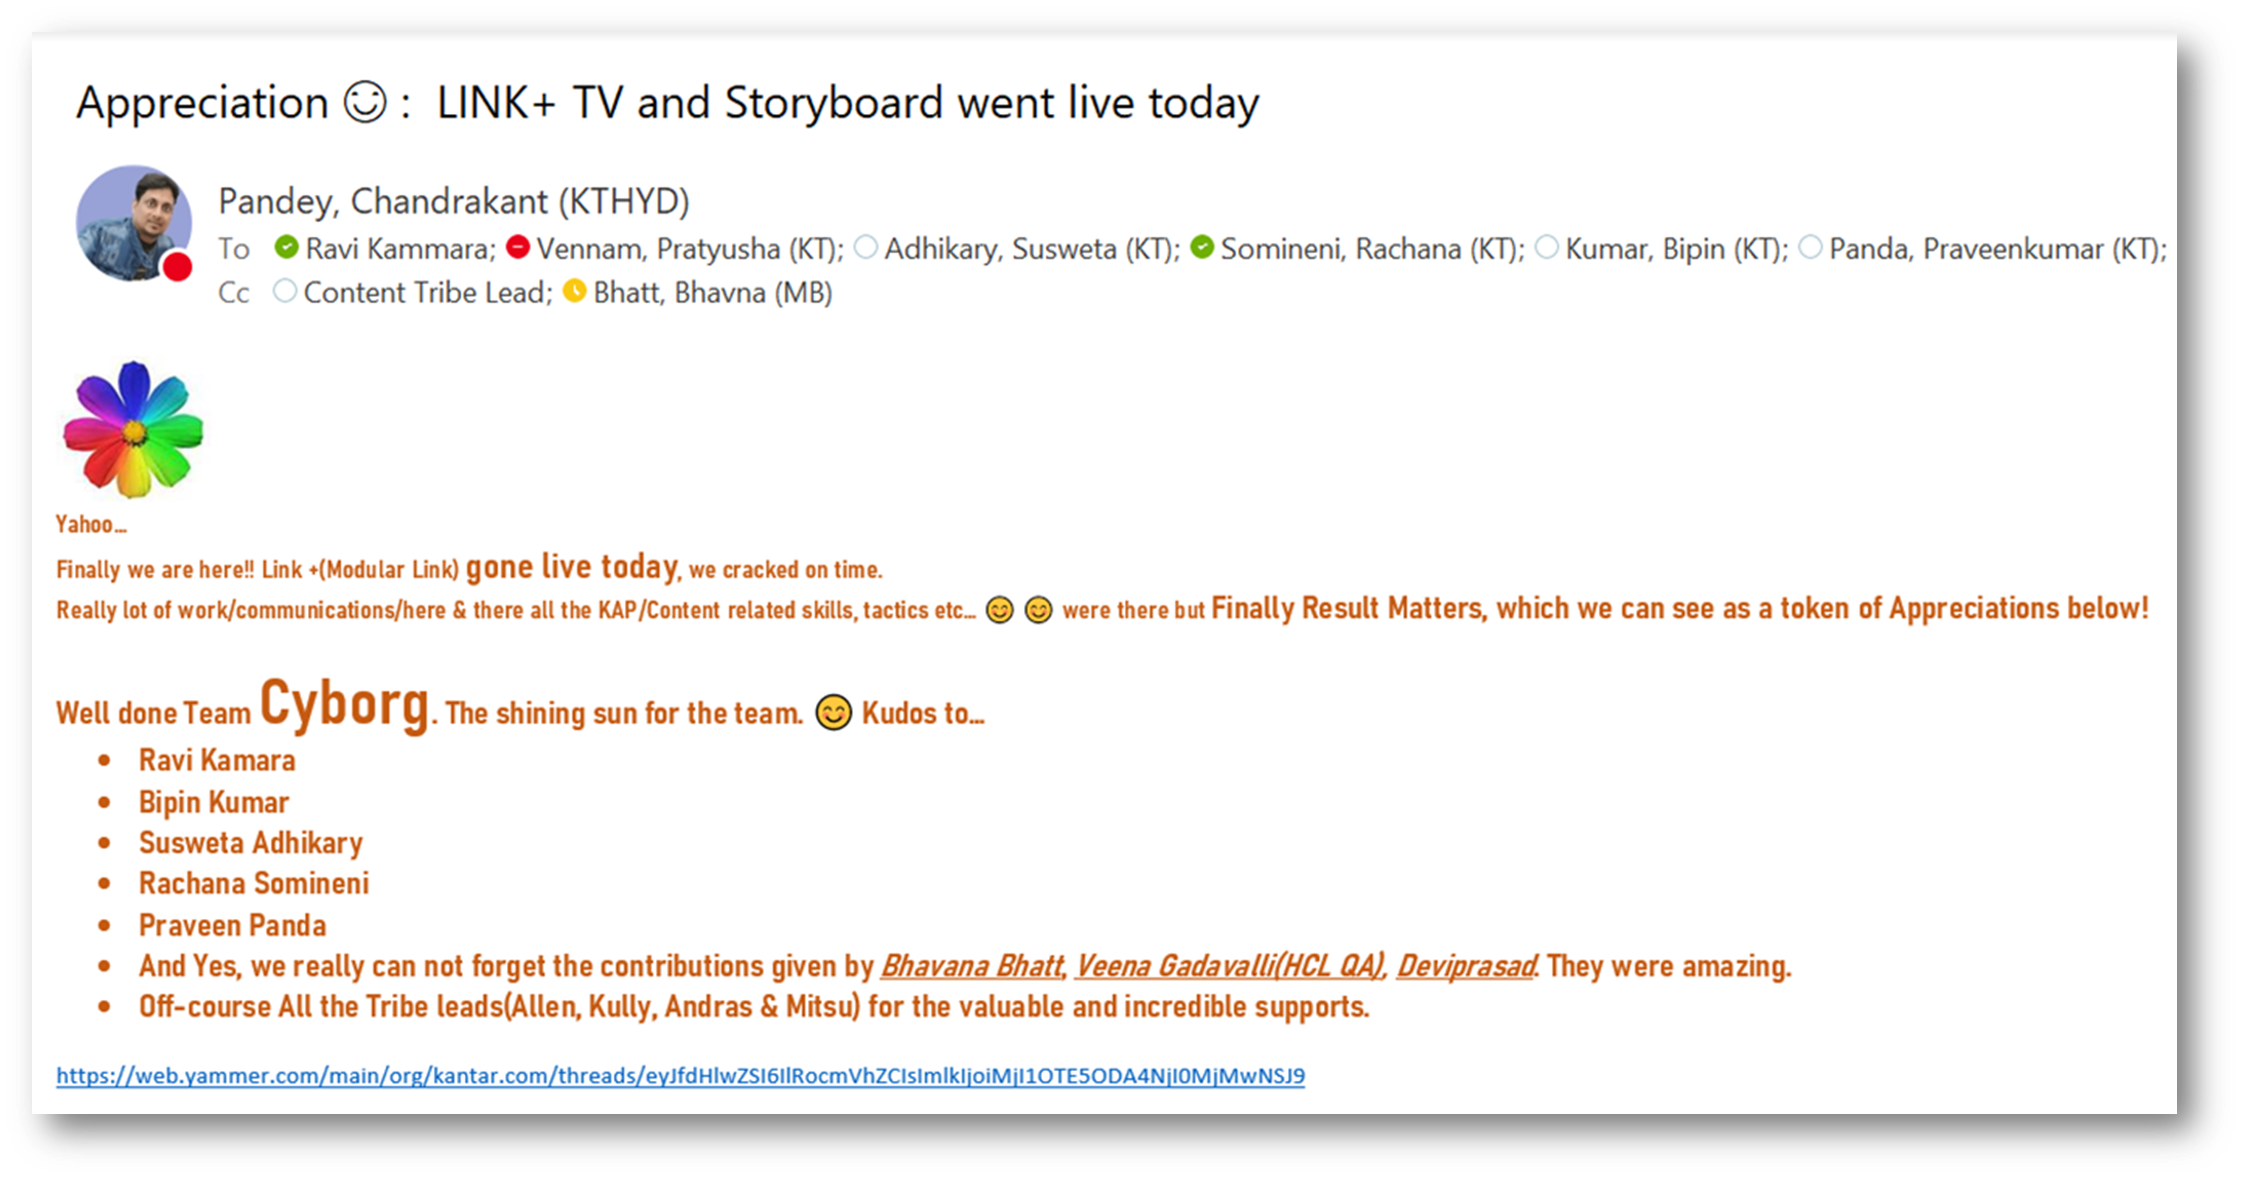 Appreciation 😊 :  LINK+ TV and Storyboard went live today
Pandey, Chandrakant (KTHYD)
To Ravi Kammara; Vennam, Pratyusha (KT); Adhikary, Susweta (KT); Somineni, Rachana (KT); Kumar, Bipin (KT); Panda, Praveenkumar (KT);
Cc Content Tribe Lead; Bhatt, Bhavna (MB)
Yahoo...
Finally we are here!! Link +(Modular Link) gone live today, we cracked on time.
Really lot of work/communications/here & there all the KAP/Content related skills, tactics etc... 😊 😊 were there but Finally Result Matters, which we can see as a token of Appreciations below!
Well done Team Cyborg. The shining sun for the team. 😊 Kudos to...
• Ravi Kamara
• Bipin Kumar
• Susweta Adhikary
• Rachana Somineni
• Praveen Panda
• And Yes, we really can not forget the contributions given by Bhavana Bhatt, Veena Gadavalli(HCL QA), Deviprasad. They were amazing.
• Off-course All the Tribe leads(Allen, Kully, Andras & Mitsu) for the valuable and incredible supports.
https://web.yammer.com/main/org/kantar.com/threads/eyJfdHlwZSI6IlRocmVhZCIsImlkIjoiMjI1OTE5ODA4NjI0MjMwNSJ9